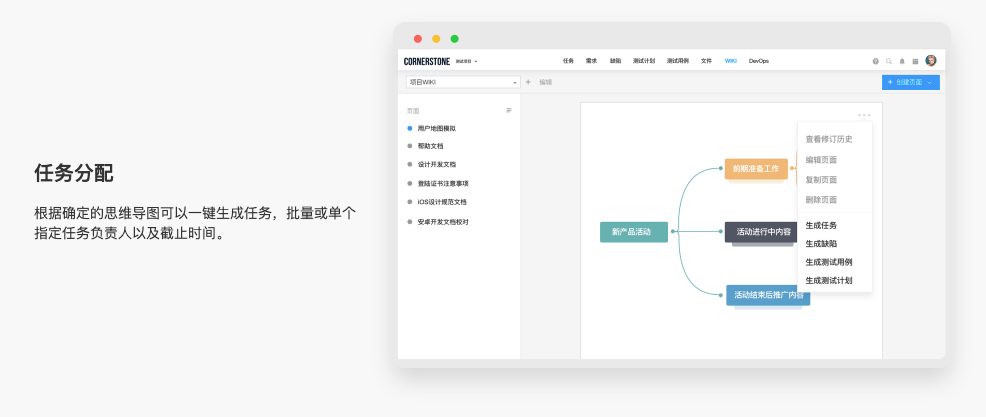 任务分配
根据确定的思维导图可以一键生成任务，批量或单个
指定任务负责人以及截止时间。
CORNERSTONE 测试项目 任务 需求 缺陷 测试计划 测试用例 文件 WIKI DevOps
项目WIKI + 编辑 + 创建页面
页面
用户地图模拟
帮助文档
设计开发文档
登陆证书注意事项
iOS设计规范文档
安卓开发文档校对
查看修订历史
编辑页面
复制页面
删除页面
生成任务
生成缺陷
生成测试用例
生成测试计划
前期准备工作
新产品活动
活动进行中内容
活动结束后推广内容